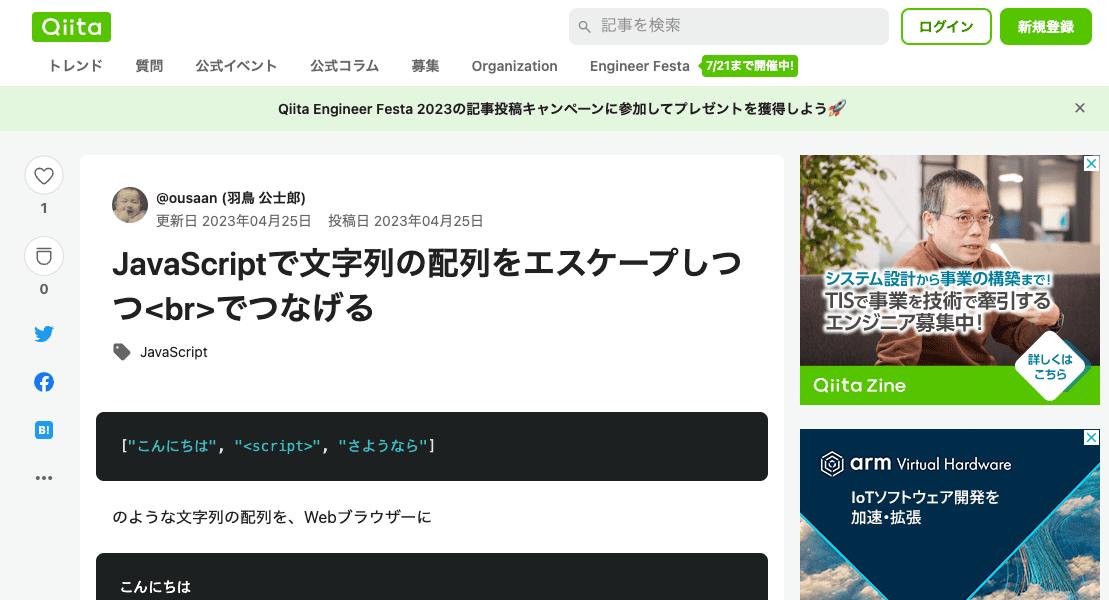 Qiita
記事を検索
ログイン
新規登録
トレンド 質問 公式イベント 公式コラム 募集 Organization Engineer Festa 7/21まで開催中!
Qiita Engineer Festa 2023の記事投稿キャンペーンに参加してプレゼントを獲得しよう🚀
1
0
B!
@ousaan (羽鳥 公士郎)
更新日 2023年04月25日 投稿日 2023年04月25日
JavaScriptで文字列の配列をエスケープしつ
つ<br>でつなげる
JavaScript
["こんにちは", "<script>", "さようなら"]
のような文字列の配列を、Webブラウザーに
こんにちは
システム設計から事業の構築まで!
TISで事業を技術で牽引する
エンジニア募集中!
詳しくは
こちら
Qiita Zine
arm Virtual Hardware
IoTソフトウェア開発を
加速・拡張